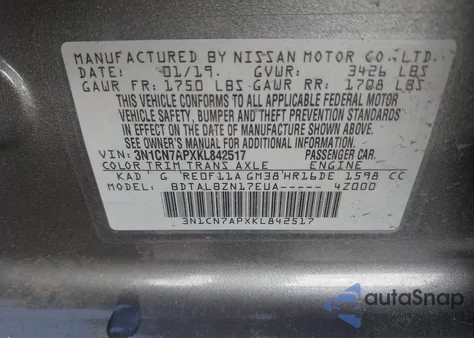 MANUFACTURED BY NISSAN MOTOR CO., LTD.
DATE: 01/19. GVWR: 3426 LBS
GAWR FR: 1750 LBS GAWR RR: 1708 LBS
THIS VEHICLE CONFORMS TO ALL APPLICABLE FEDERAL MOTOR
VEHICLE SAFETY, BUMPER AND THEFT PREVENTION STANDARDS
IN EFFECT ON THE DATE OF MANUFACTURE SHOWN ABOVE.
SEE OWNER'S MANUAL FOR ADDITIONAL INFORMATION.
VIN: 3N1CN7APXKL842517 PASSENGER CAR.
COLOR TRIM TRANS AXLE ENGINE
KAD G RE0F11A GM38 HR16DE 1598 CC
MODEL: BDTALBZN17EUA----- 4Z000
3N1CN7APXKL842517
autoSnap